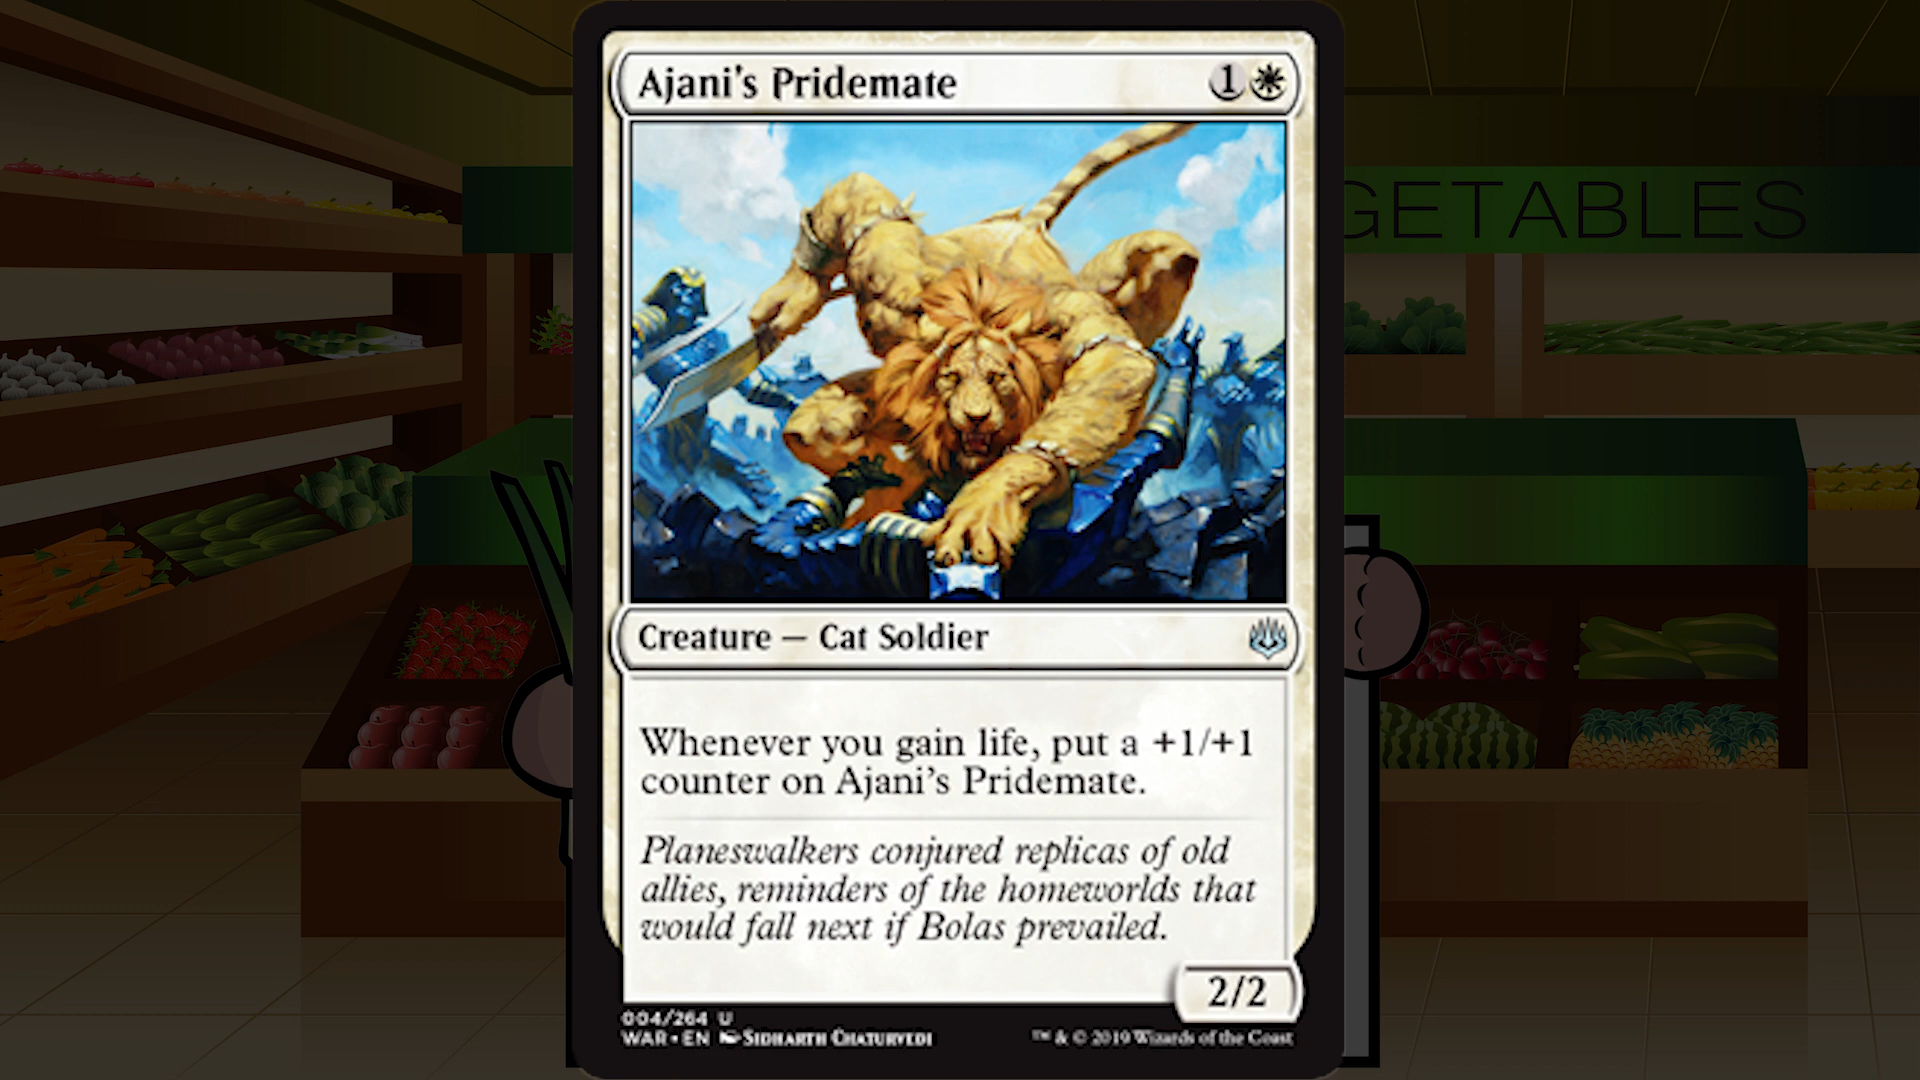 Ajani's Pridemate 1
GETABLES
Creature — Cat Soldier
Whenever you gain life, put a +1/+1
counter on Ajani's Pridemate.
Planeswalkers conjured replicas of old
allies, reminders of the homeworlds that
would fall next if Bolas prevailed.
2/2
004/264 U
WAR • EN Sidharth Chaturvedi
™ & © 2019 Wizards of the Coast